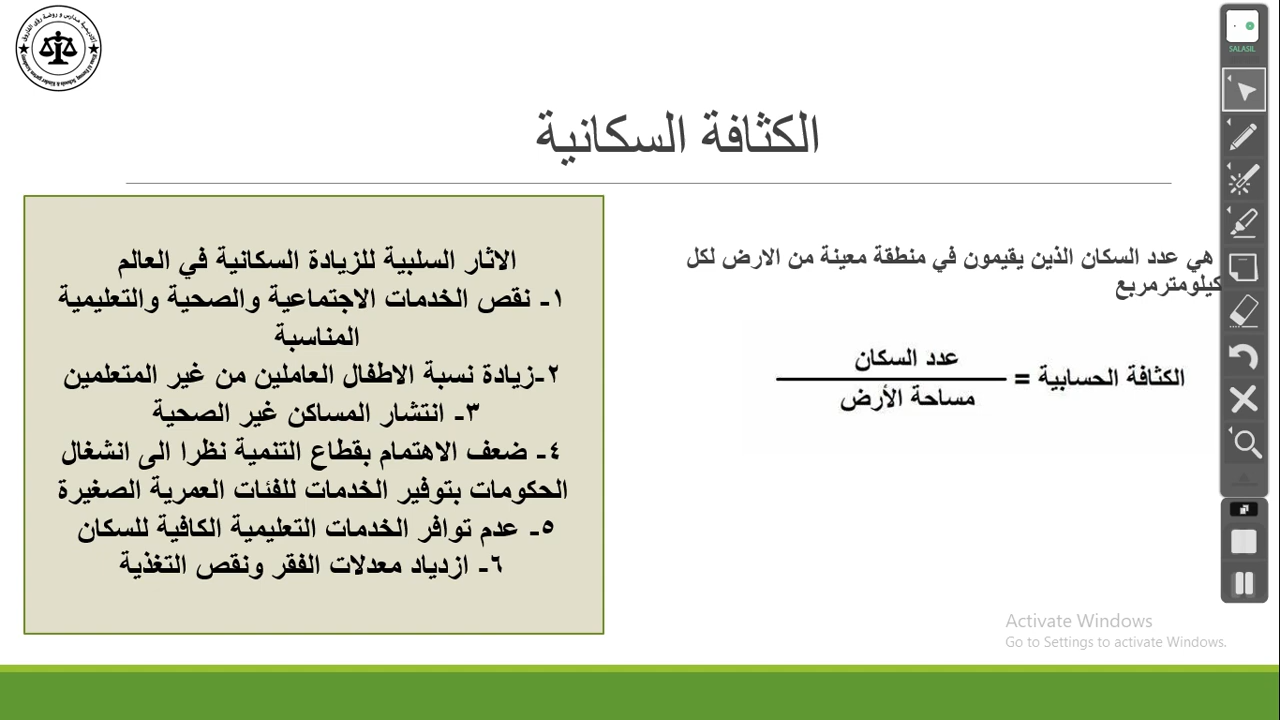 الكثافة السكانية
هي عدد السكان الذين يقيمون في منطقة معينة من الارض لكل
كيلومترمربع
الكثافة الحسابية = عدد السكان
مساحة الأرض
الاثار السلبية للزيادة السكانية في العالم
١- نقص الخدمات الاجتماعية والصحية والتعليمية
المناسبة
٢-زيادة نسبة الاطفال العاملين من غير المتعلمين
٣- انتشار المساكن غير الصحية
٤- ضعف الاهتمام بقطاع التنمية نظرا الى انشغال
الحكومات بتوفير الخدمات للفئات العمرية الصغيرة
٥- عدم توافر الخدمات التعليمية الكافية للسكان
٦- ازدياد معدلات الفقر ونقص التغذية
SALASIL
Activate Windows
Go to Settings to activate Windows.